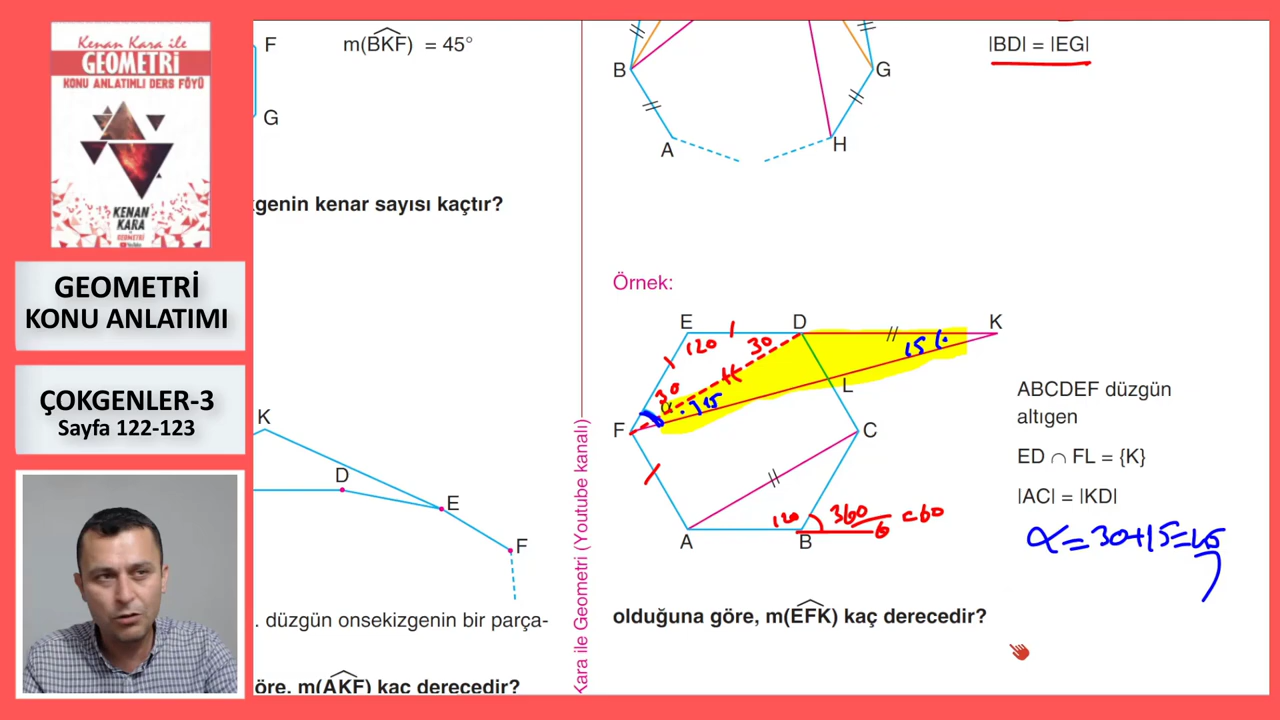 Kenan Kara ile
GEOMETRİ
KONU ANLATIMLI DERS FÖYÜ
KENAN
KARA
GEOMETRİ
KONU ANLATIMI
ÇOKGENLER-3
Sayfa 122-123
F
G
m(BKF) = 45°
genin kenar sayısı kaçtır?
K
D
E
F
. düzgün onsekizgenin bir parça-
öre, m(AKF) kaç derecedir?
Kara ile Geometri (Youtube kanalı)
B
G
A
H
|BD| = |EG|
Örnek:
E
D
K
120
30
15
30
α
15
L
F
C
120
360
6
=60
A
B
ABCDEF düzgün
altıgen
ED ∩ FL = {K}
|AC| = |KD|
α = 30+15=45
olduğuna göre, m(EFK) kaç derecedir?